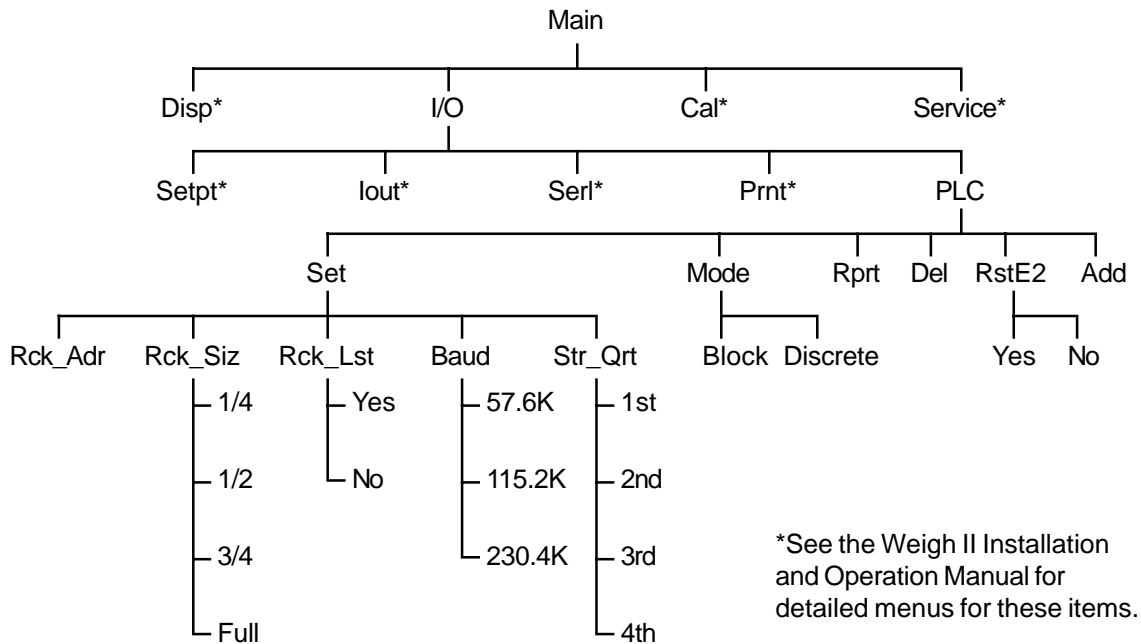 Main
Disp* I/O Cal* Service*
Setpt* Iout* Serl* Prnt* PLC
Set Mode Rprt Del RstE2 Add
Rck_Adr Rck_Siz Rck_Lst Baud Str_Qrt Block Discrete Yes No
1/4 Yes 57.6K 1st
1/2 No 115.2K 2nd
3/4 230.4K 3rd
Full 4th
*See the Weigh II Installation
and Operation Manual for
detailed menus for these items.